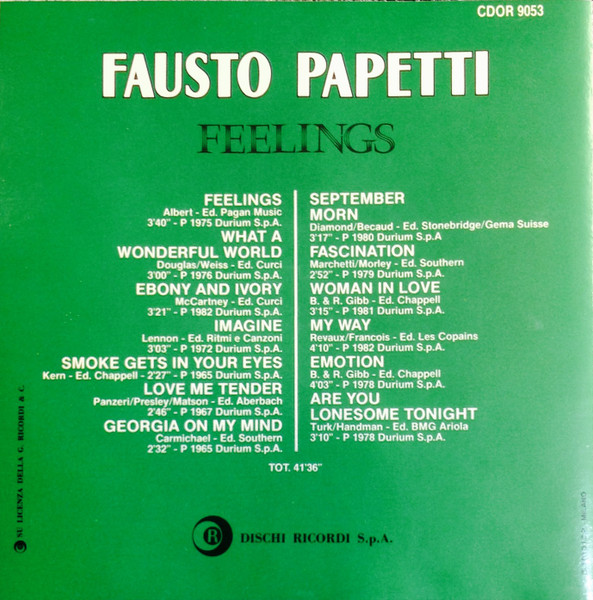 CDOR 9053
FAUSTO PAPETTI
FEELINGS
FEELINGS
Albert - Ed. Pagan Music
3'40" - P 1975 Durium S.p.A.
WHAT A
WONDERFUL WORLD
Douglas/Weiss - Ed. Curci
3'00" - P 1976 Durium S.p.A.
EBONY AND IVORY
McCartney - Ed. Curci
3'21" - P 1982 Durium S.p.A.
IMAGINE
Lennon - Ed. Ritmi e Canzoni
3'03" - P 1972 Durium S.p.A.
SMOKE GETS IN YOUR EYES
Kern - Ed. Chappell - 2'27" - P 1965 Durium S.p.A.
LOVE ME TENDER
Panzeri/Presley/Matson - Ed. Aberbach
2'46" - P 1967 Durium S.p.A.
GEORGIA ON MY MIND
Carmichael - Ed. Southern
2'32" - P 1965 Durium S.p.A.
SEPTEMBER
MORN
Diamond/Becaud - Ed. Stonebridge/Gema Suisse
3'17" - P 1980 Durium S.p.A
FASCINATION
Marchetti/Morley - Ed. Southern
2'52" - P 1979 Durium S.p.A.
WOMAN IN LOVE
B. & R. Gibb - Ed. Chappell
3'15" - P 1981 Durium S.p.A.
MY WAY
Revaux/Francois - Ed. Les Copains
4'10" - P 1982 Durium S.p.A.
EMOTION
B. & R. Gibb - Ed. Chappell
4'03" - P 1978 Durium S.p.A.
ARE YOU
LONESOME TONIGHT
Turk/Handman - Ed. BMG Ariola
3'10" - P 1978 Durium S.p.A.
TOT. 41'36"
R DISCHI RICORDI S.p.A.
SU LICENZA DELLA G. RICORDI & C.